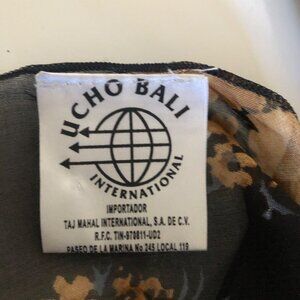 UCHO BALI
INTERNATIONAL
IMPORTADOR
TAJ MAHAL INTERNATIONAL, S.A. DE C.V.
R.F.C. TIN-970811-UD2
PASEO DE LA MARINA No 245 LOCAL 119